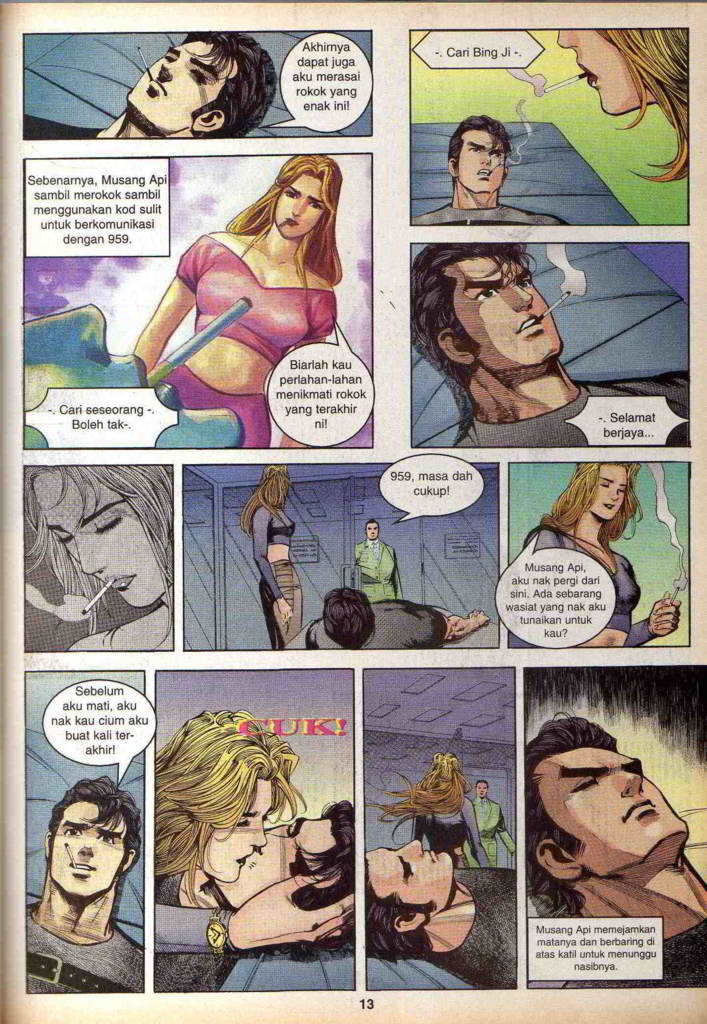 Akhirnya
dapat juga
aku merasai
rokok yang
enak ini!
-. Cari Bing Ji -.
Sebenarnya, Musang Api
sambil merokok sambil
menggunakan kod sulit
untuk berkomunikasi
dengan 959.
-. Cari seseorang -.
Boleh tak-.
Biarlah kau
perlahan-lahan
menikmati rokok
yang terakhir
ni!
-. Selamat
berjaya...
959, masa dah
cukup!
Musang Api,
aku nak pergi dari
sini. Ada sebarang
wasiat yang nak aku
tunaikan untuk
kau?
Sebelum
aku mati, aku
nak kau cium aku
buat kali ter-
akhir!
CUK!
Musang Api memejamkan
matanya dan berbaring di
atas katil untuk menunggu
nasibnya.
13